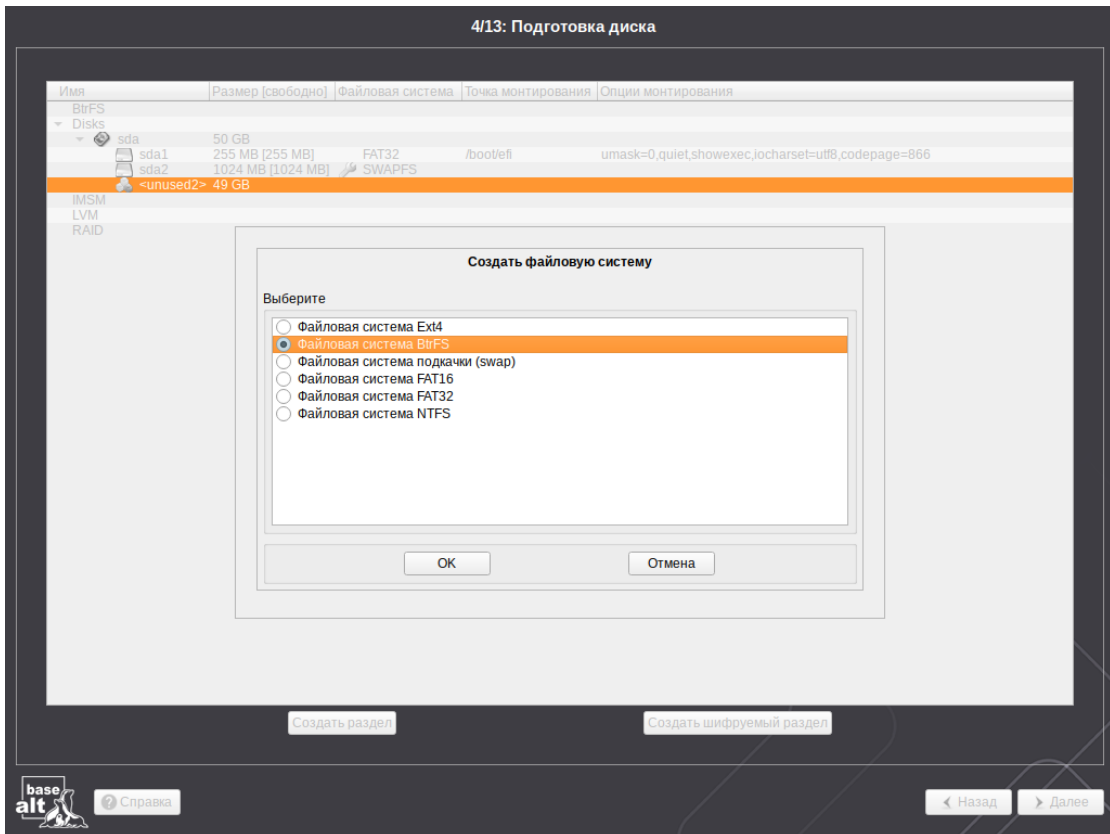 4/13: Подготовка диска
Имя Размер [свободно] Файловая система Точка монтирования Опции монтирования
BtrFS
Disks
sda 50 GB
sda1 255 MB [255 MB] FAT32 /boot/efi umask=0,quiet,showexec,iocharset=utf8,codepage=866
sda2 1024 MB [1024 MB] SWAPFS
<unused2> 49 GB
IMSM
LVM
RAID
Создать файловую систему
Выберите
Файловая система Ext4
Файловая система BtrFS
Файловая система подкачки (swap)
Файловая система FAT16
Файловая система FAT32
Файловая система NTFS
OK Отмена
Создать раздел Создать шифруемый раздел
base
alt
Справка Назад Далее